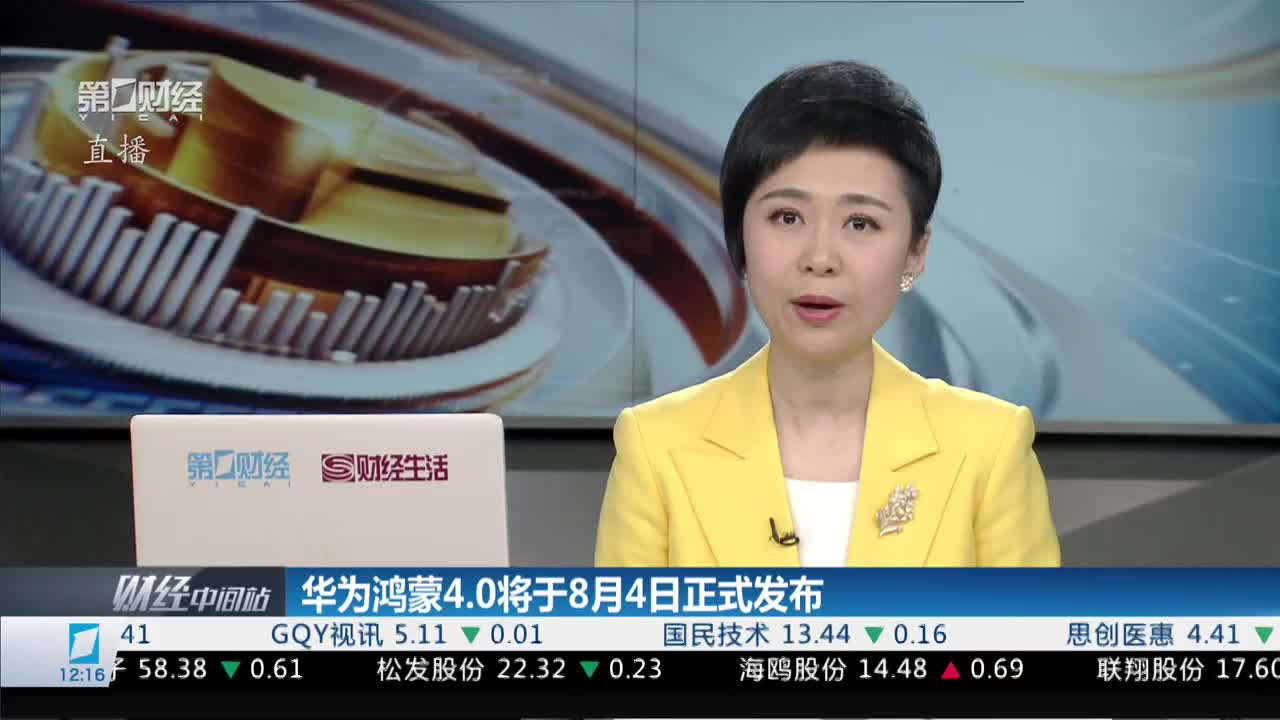 第一财经
YICAI
直播
第一财经
YICAI
财经生活
财经中间站
华为鸿蒙4.0将于8月4日正式发布
41 GQY视讯 5.11 ▼ 0.01 国民技术 13.44 ▼ 0.16 思创医惠 4.41 ▼
12:16
子 58.38 ▼ 0.61 松发股份 22.32 ▼ 0.23 海鸥股份 14.48 ▲ 0.69 联翔股份 17.60